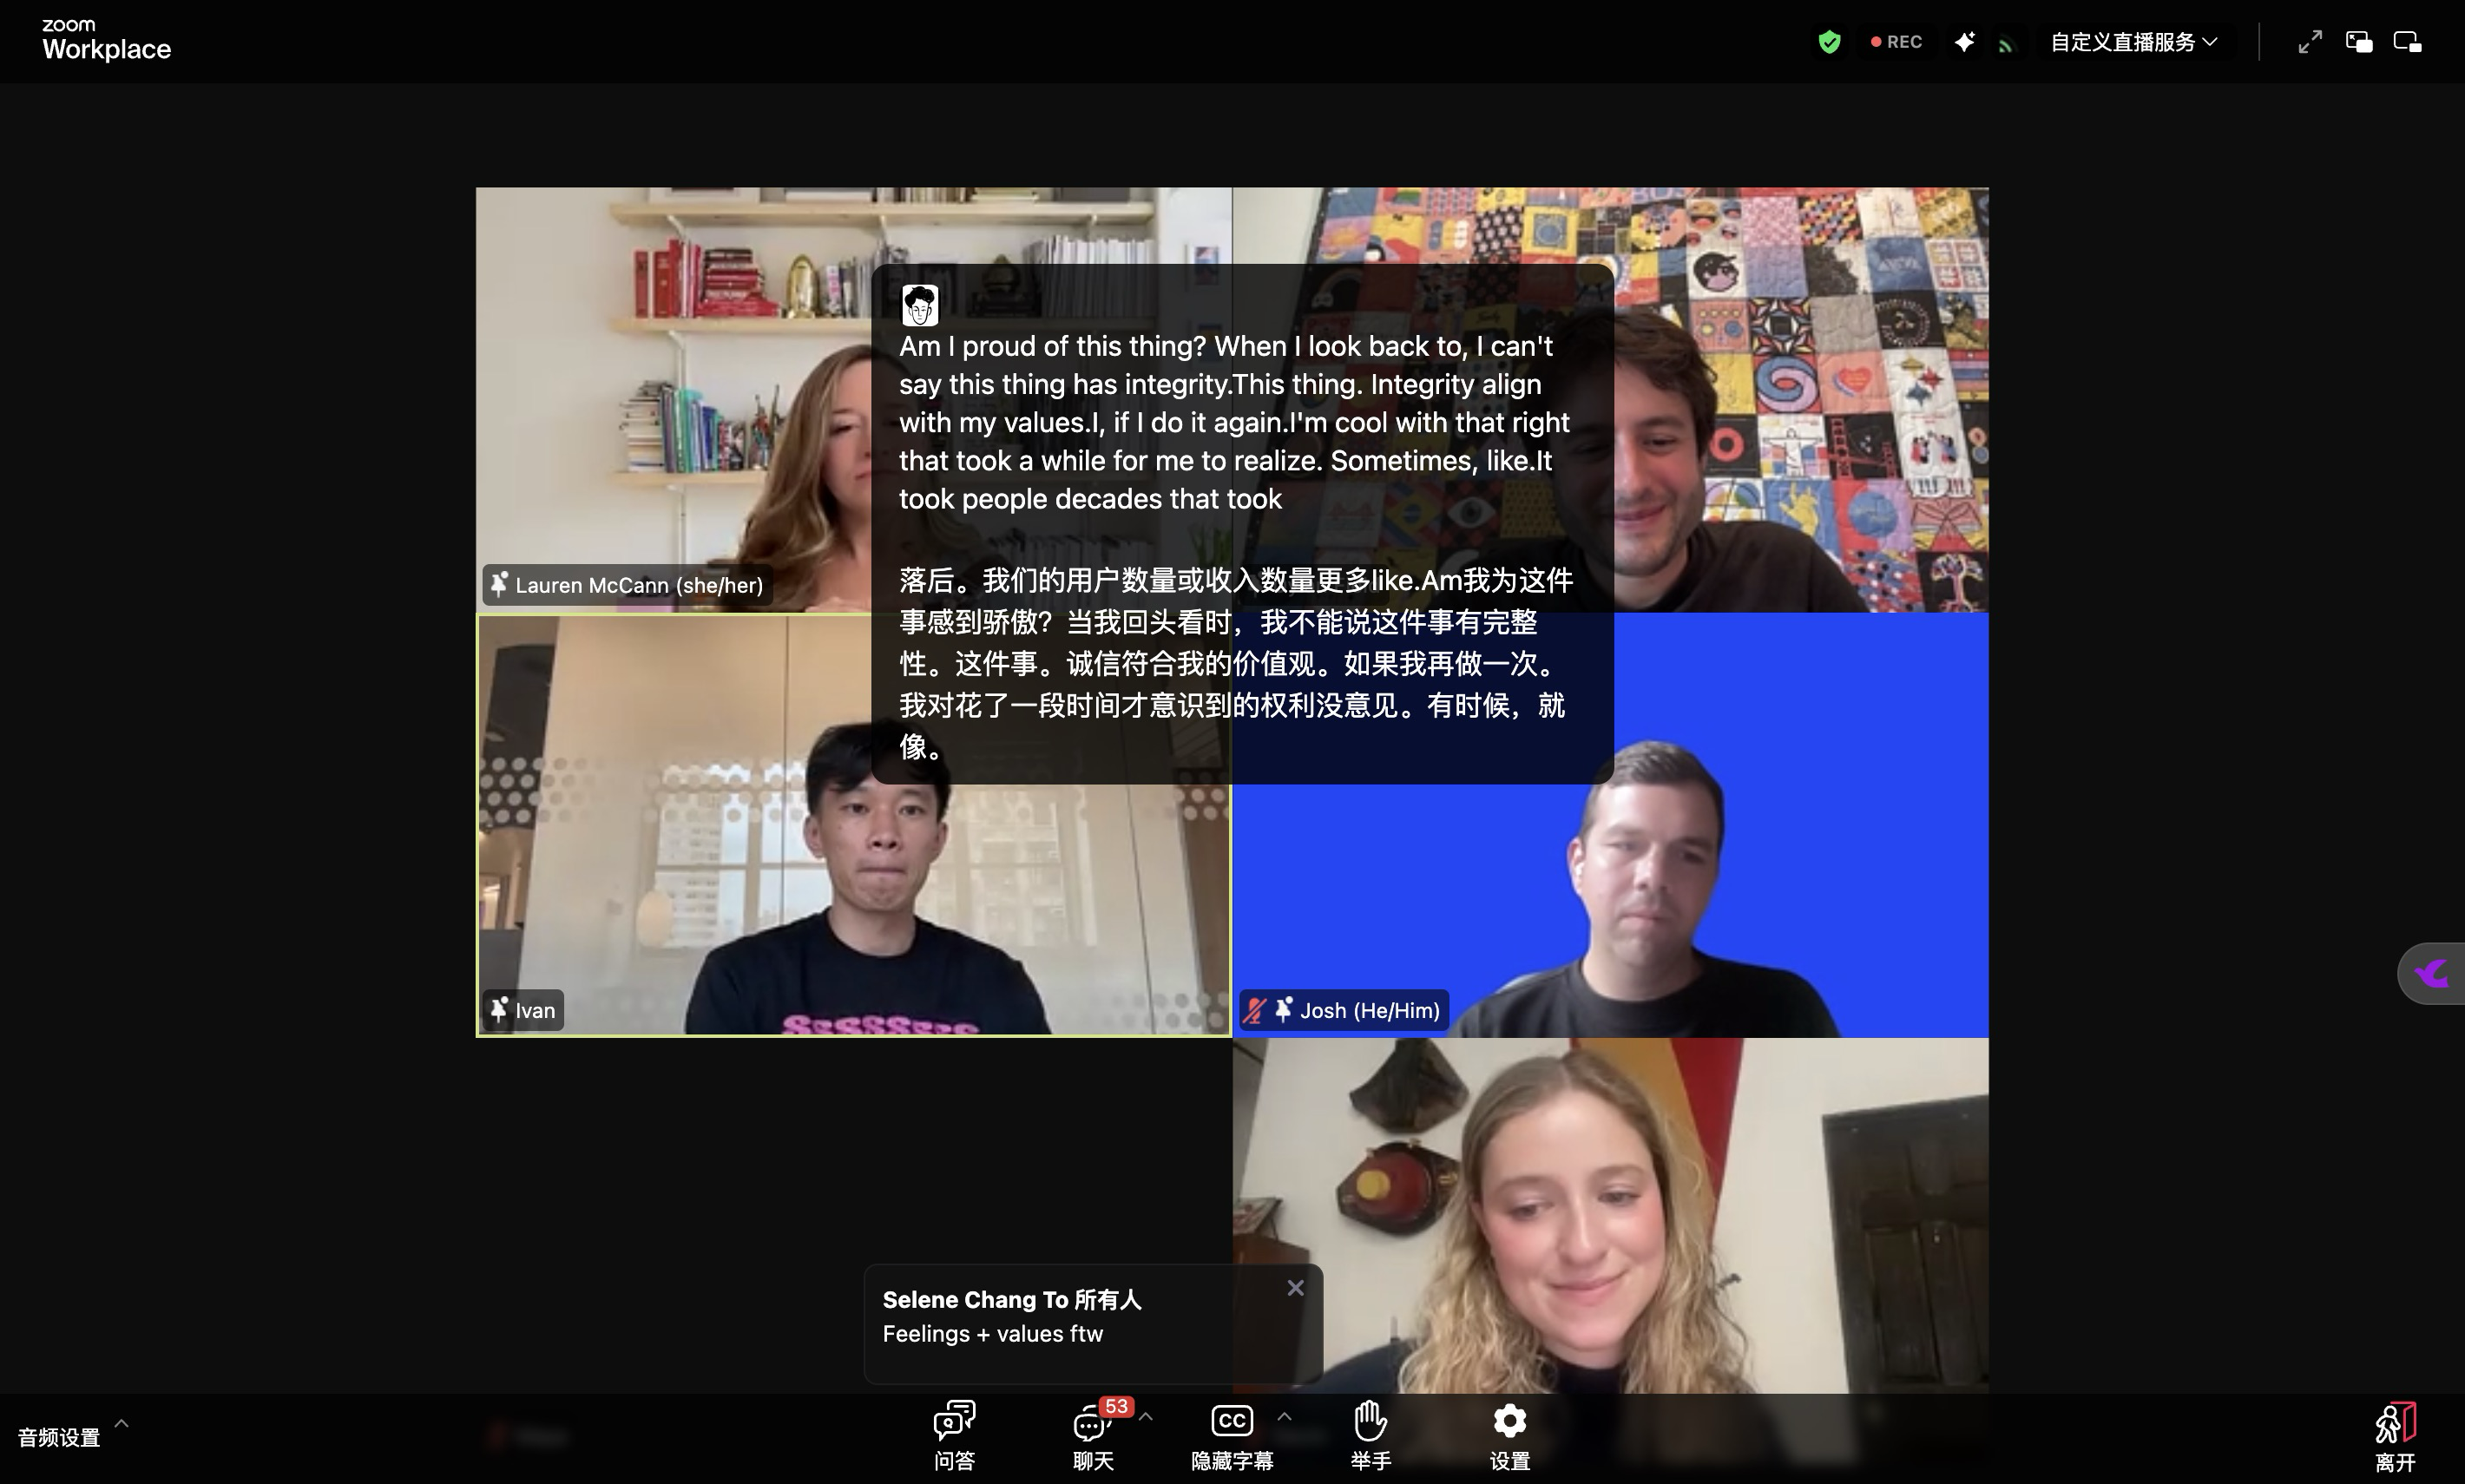 zoom
Workplace
REC
自定义直播服务
Am I proud of this thing? When I look back to, I can't
say this thing has integrity.This thing. Integrity align
with my values.I, if I do it again.I'm cool with that right
that took a while for me to realize. Sometimes, like.It
took people decades that took
落后。我们的用户数量或收入数量更多like.Am我为这件
事感到骄傲？当我回头看时，我不能说这件事有完整
性。这件事。诚信符合我的价值观。如果我再做一次。
我对花了一段时间才意识到的权利没意见。有时候，就
像。
Lauren McCann (she/her)
Ivan
Josh (He/Him)
Selene Chang To 所有人
Feelings + values ftw
音频设置
问答
53
聊天
CC
隐藏字幕
举手
设置
离开